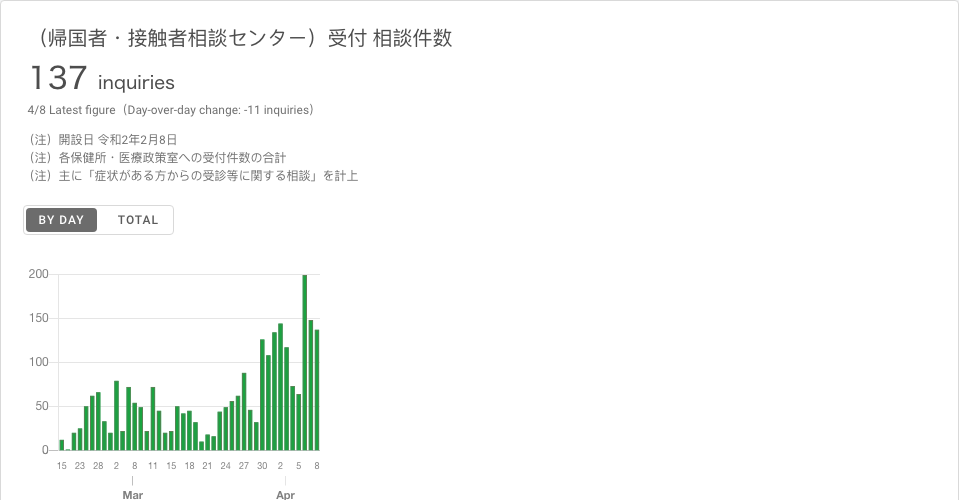 （帰国者・接触者相談センター）受付 相談件数
137 inquiries
4/8 Latest figure（Day-over-day change: -11 inquiries）
（注）開設日 令和2年2月8日
（注）各保健所・医療政策室への受付件数の合計
（注）主に「症状がある方からの受診等に関する相談」を計上
BY DAY TOTAL
200
150
100
50
0
15 23 28 2 8 11 15 18 21 24 27 30 2 5 8
Mar Apr